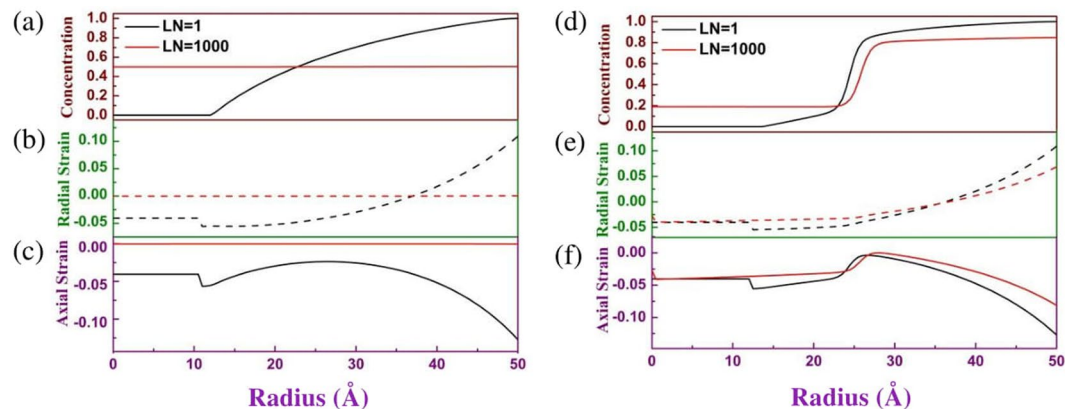 (a)
1.0
0.8
0.6
0.4
0.2
0.0
Concentration
LN=1
LN=1000
(b)
0.10
0.05
0.00
-0.05
Radial Strain
(c)
0.00
-0.05
-0.10
Axial Strain
0 10 20 30 40 50
Radius (Å)
(d)
1.0
0.8
0.6
0.4
0.2
0.0
Concentration
LN=1
LN=1000
(e)
0.10
0.05
0.00
-0.05
Radial Strain
(f)
0.00
-0.05
-0.10
Axial Strain
0 10 20 30 40 50
Radius (Å)